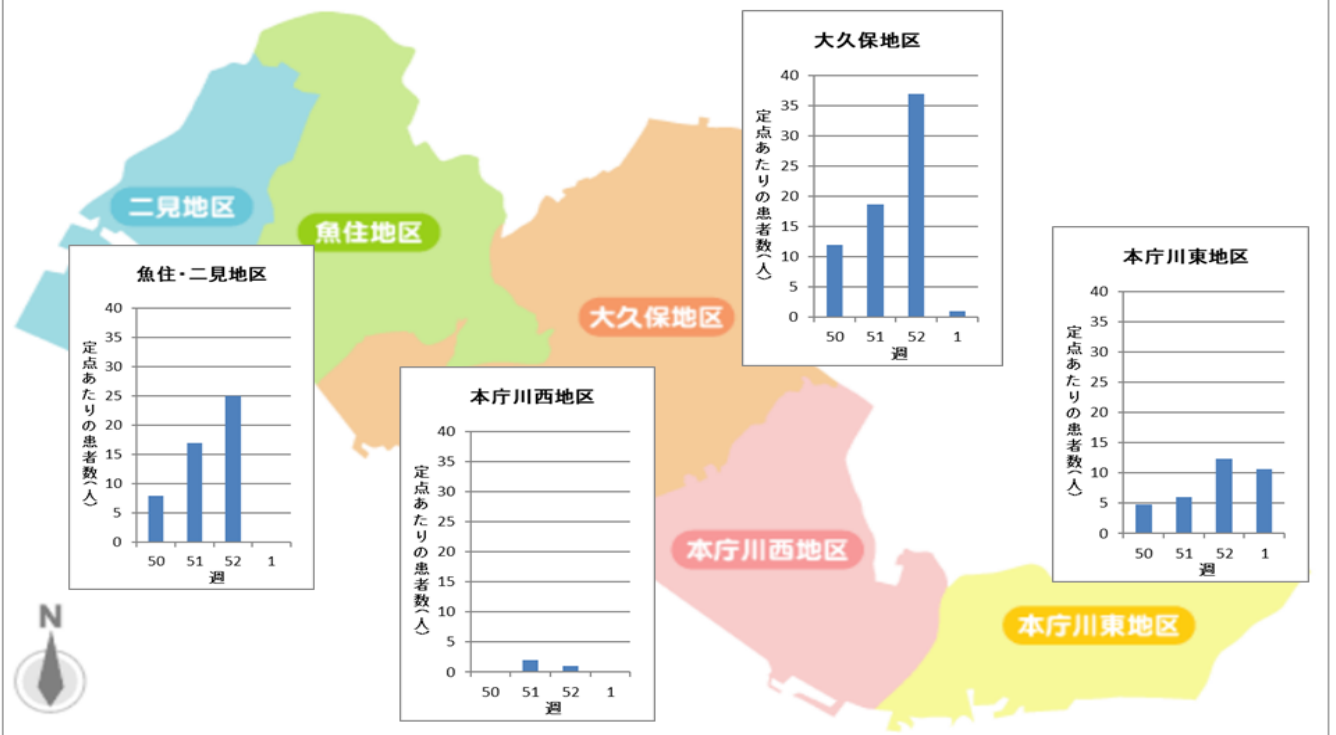 大久保地区
40
35
30
25
20
15
10
5
0
定点あたりの患者数(人)
50 51 52 1
週
二見地区
魚住地区
大久保地区
魚住・二見地区
40
35
30
25
20
15
10
5
0
定点あたりの患者数(人)
50 51 52 1
週
本庁川東地区
40
35
30
25
20
15
10
5
0
定点あたりの患者数(人)
50 51 52 1
週
本庁川西地区
40
35
30
25
20
15
10
5
0
定点あたりの患者数(人)
50 51 52 1
週
本庁川西地区
本庁川東地区
N